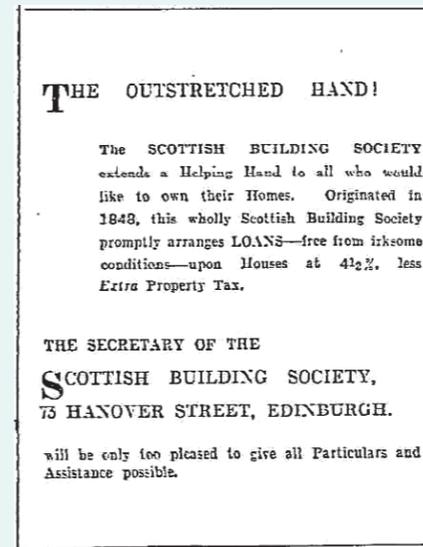 THE OUTSTRETCHED HAND!
The SCOTTISH BUILDING SOCIETY
extends a Helping Hand to all who would
like to own their Homes. Originated in
1848, this wholly Scottish Building Society
promptly arranges LOANS—free from irksome
conditions—upon Houses at 4½%, less
Extra Property Tax.
THE SECRETARY OF THE
SCOTTISH BUILDING SOCIETY,
73 HANOVER STREET, EDINBURGH.
will be only too pleased to give all Particulars and
Assistance possible.